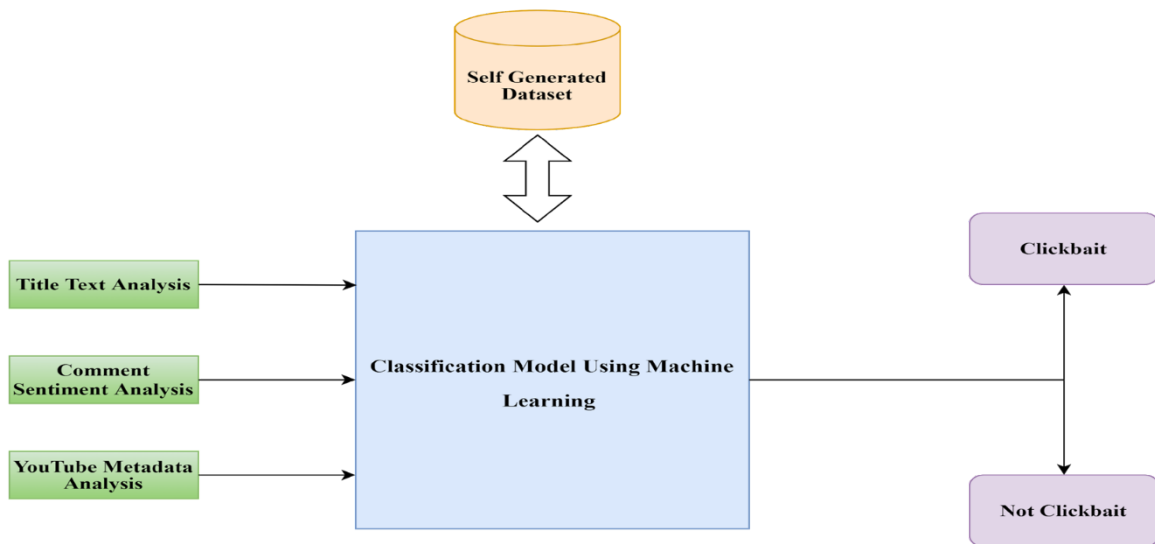 Self Generated
Dataset
Title Text Analysis
Comment
Sentiment Analysis
YouTube Metadata
Analysis
Classification Model Using Machine
Learning
Clickbait
Not Clickbait